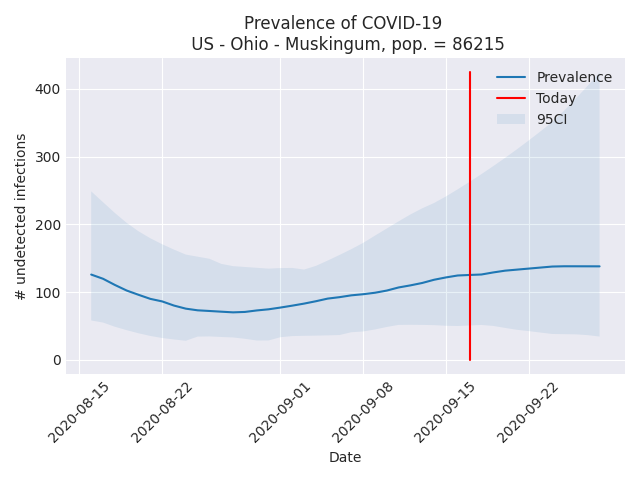 Prevalence of COVID-19
US - Ohio - Muskingum, pop. = 86215
Prevalence
Today
95CI
# undetected infections
400
300
200
100
0
2020-08-15
2020-08-22
2020-09-01
2020-09-08
2020-09-15
2020-09-22
Date